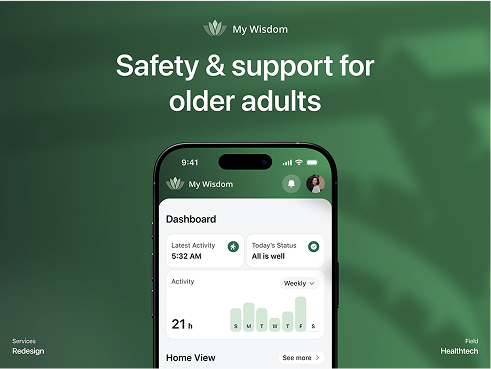 My Wisdom
Safety & support for
older adults
9:41
My Wisdom
Dashboard
Latest Activity
5:32 AM
Today's Status
All is well
Activity
Weekly
21 h
S M T W T F S
Home View
See more
Services
Redesign
Field
Healthtech